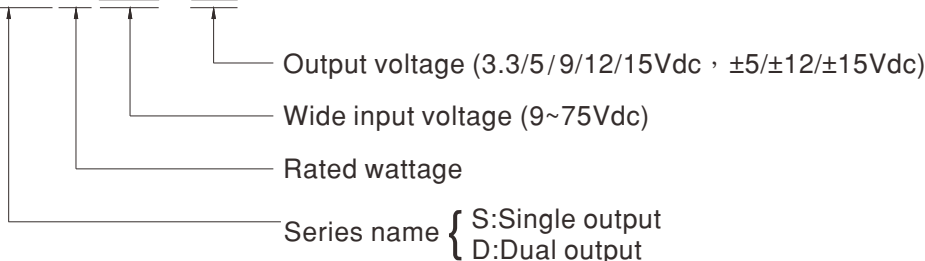 Output voltage (3.3/5/9/12/15Vdc，±5/±12/±15Vdc)
Wide input voltage (9~75Vdc)
Rated wattage
Series name { S:Single output
D:Dual output